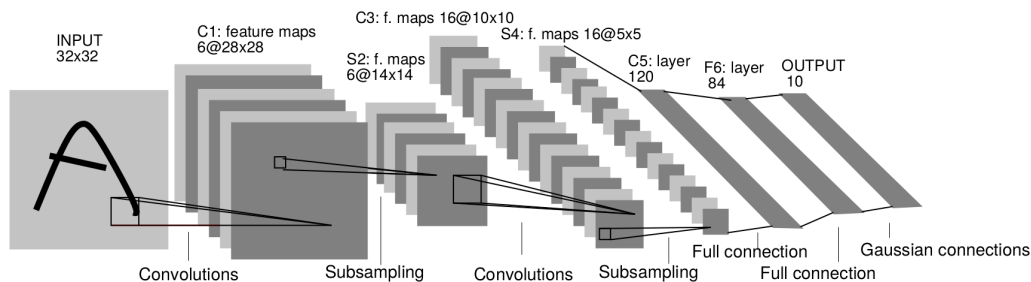 INPUT
32x32
C1: feature maps
6@28x28
S2: f. maps
6@14x14
C3: f. maps 16@10x10
S4: f. maps 16@5x5
C5: layer
120
F6: layer
84
OUTPUT
10
Convolutions
Subsampling
Convolutions
Subsampling
Full connection
Full connection
Gaussian connections